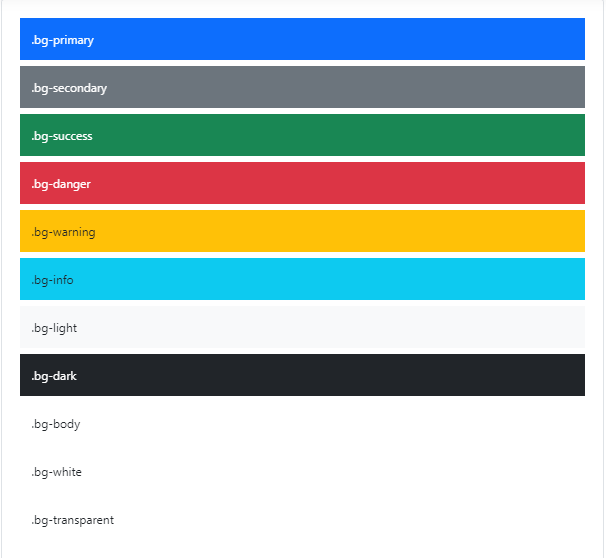 .bg-primary
.bg-secondary
.bg-success
.bg-danger
.bg-warning
.bg-info
.bg-light
.bg-dark
.bg-body
.bg-white
.bg-transparent